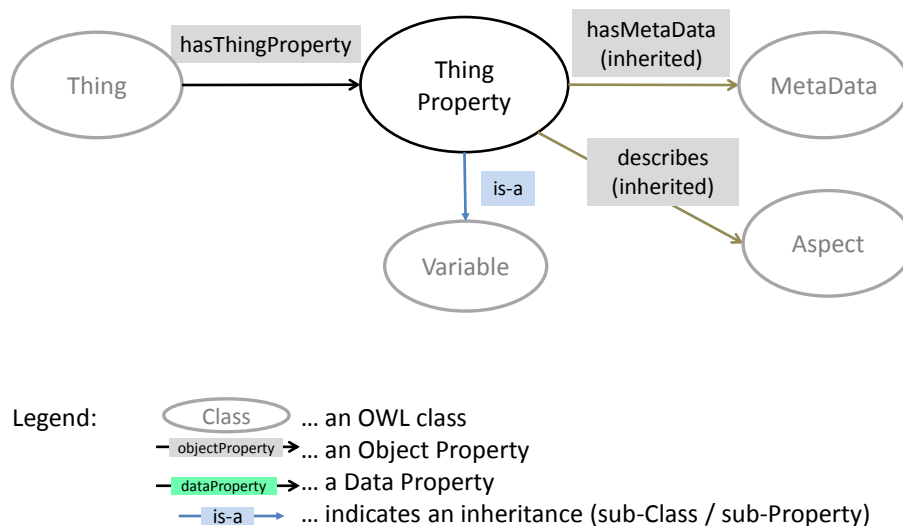 hasThingProperty
hasMetaData
(inherited)
Thing
Thing
Property
MetaData
describes
(inherited)
is-a
Variable
Aspect
Legend:
Class
... an OWL class
objectProperty
... an Object Property
dataProperty
... a Data Property
is-a
... indicates an inheritance (sub-Class / sub-Property)